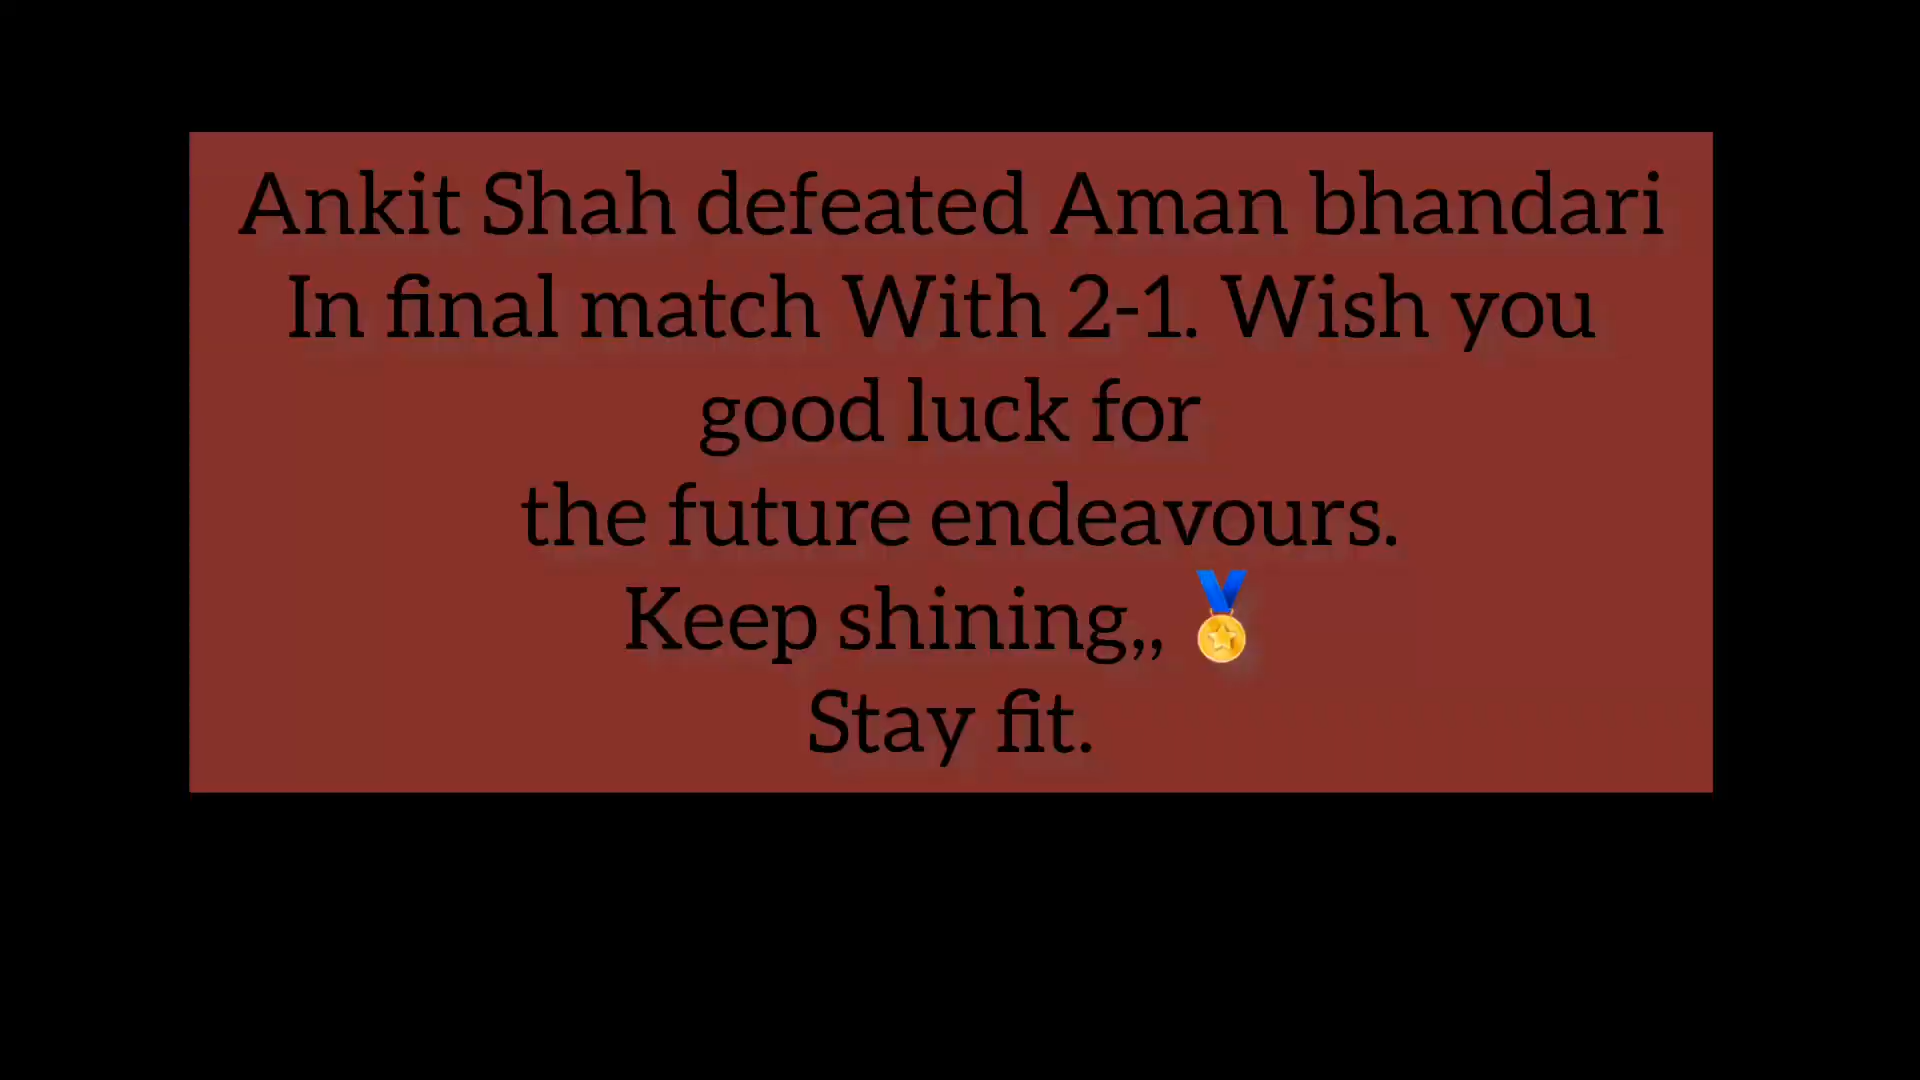 Ankit Shah defeated Aman bhandari
In final match With 2-1. Wish you
good luck for
the future endeavours.
Keep shining,, 🏅
Stay fit.